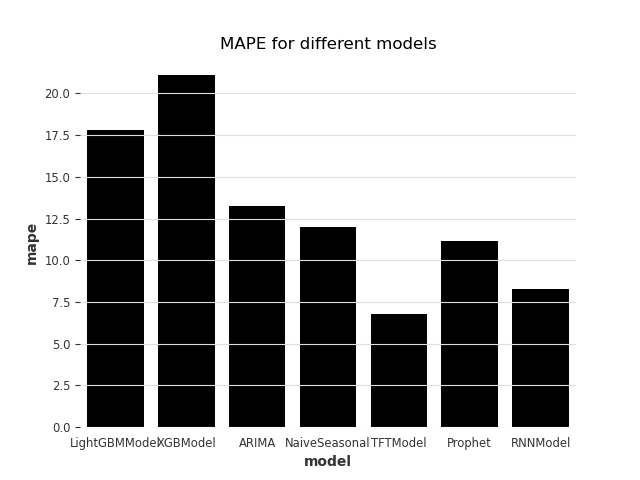 MAPE for different models
20.0
17.5
15.0
12.5
10.0
7.5
5.0
2.5
0.0
mape
LightGBMModel XGBModel ARIMA NaiveSeasonal TFTModel Prophet RNNModel
model